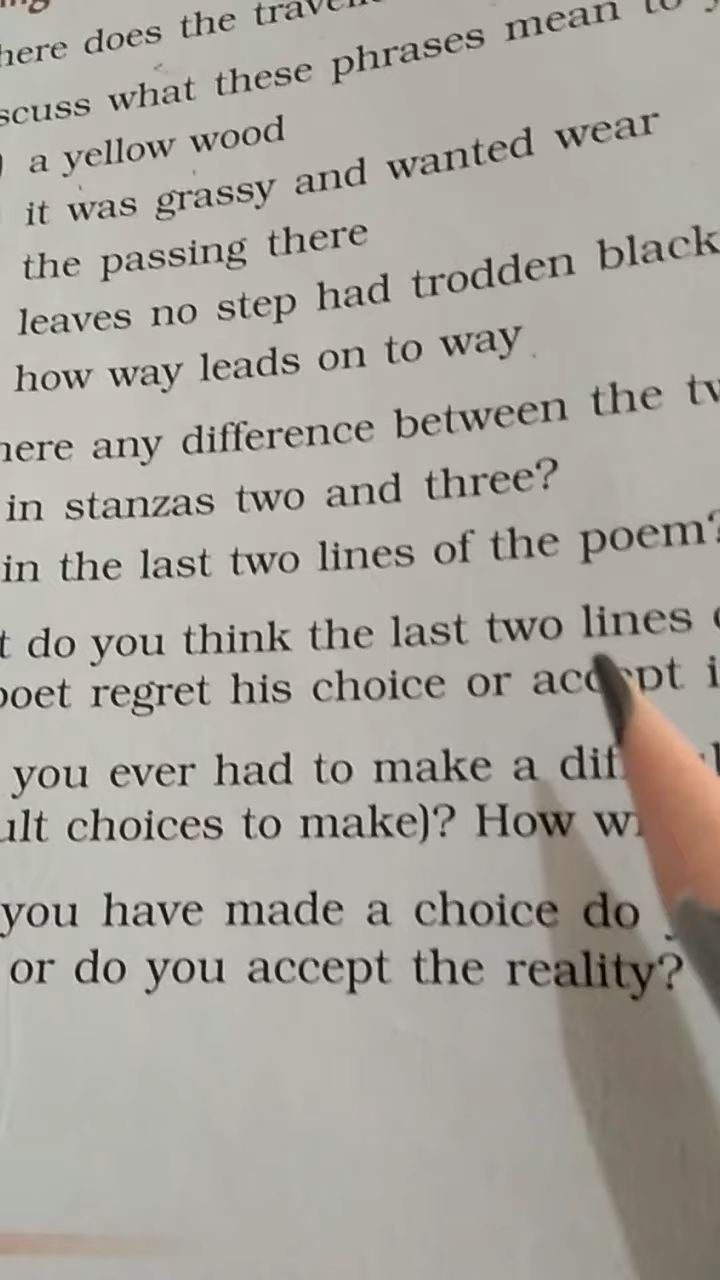 here does the
scuss what these phrases mean to
a yellow wood
it was grassy and wanted wear
the passing there
leaves no step had trodden black
how way leads on to way
here any difference between the tw
in stanzas two and three?
in the last two lines of the poem?
t do you think the last two lines
poet regret his choice or accept i
you ever had to make a dif
ult choices to make)? How w
you have made a choice do
or do you accept the reality?